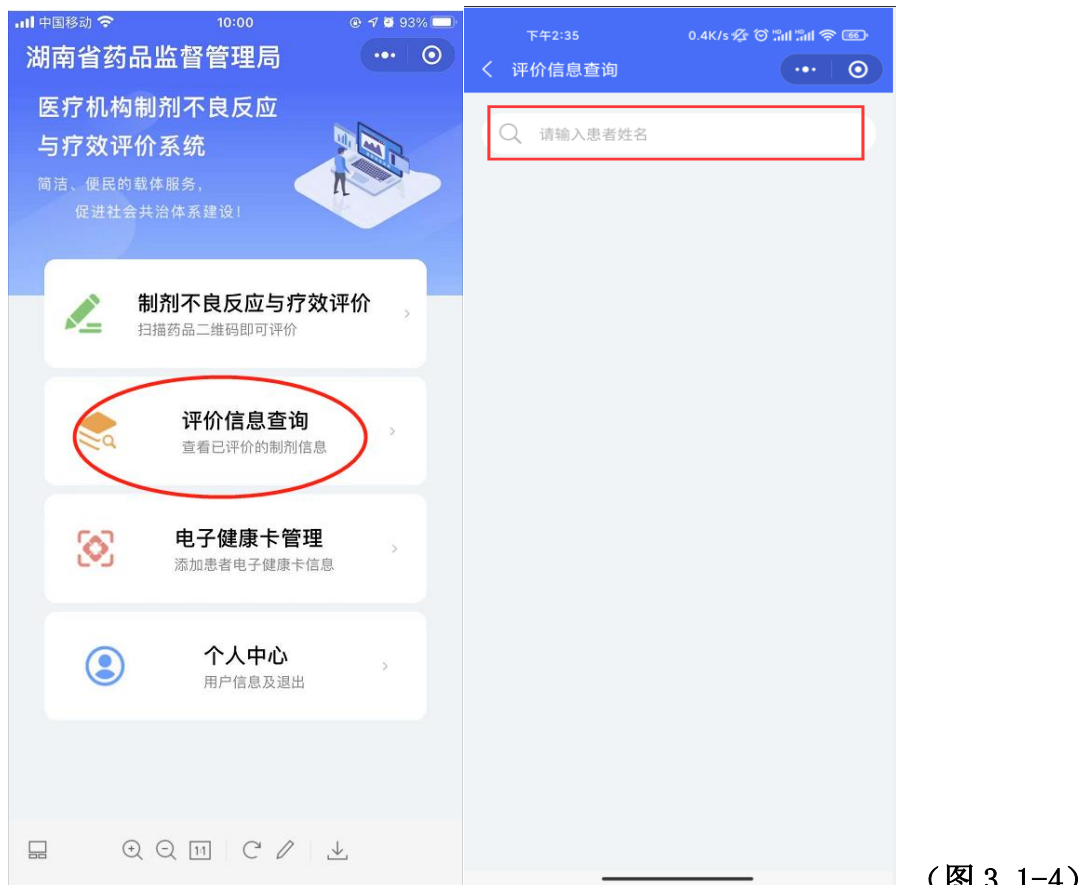 中国移动 10:00 93%
湖南省药品监督管理局
医疗机构制剂不良反应
与疗效评价系统
简洁、便民的载体服务，
促进社会共治体系建设！
制剂不良反应与疗效评价
扫描药品二维码即可评价
评价信息查询
查看已评价的制剂信息
电子健康卡管理
添加患者电子健康卡信息
个人中心
用户信息及退出
1:1
下午2:35 0.4K/s 66
评价信息查询
请输入患者姓名
（图 3.1-4）